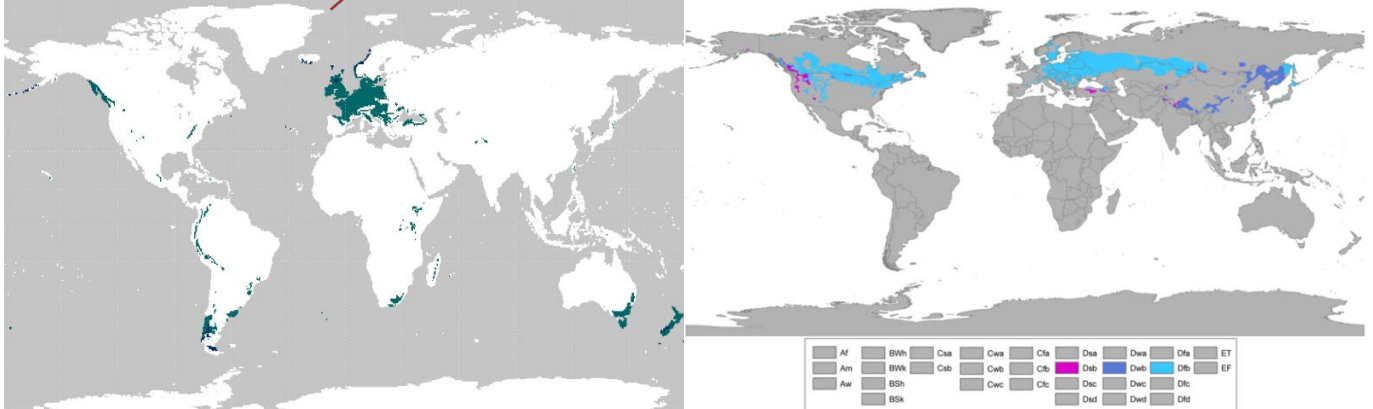 Af BWh Csa Cwa Cfa Dsa Dwa Dfa ET
Am BWk Csb Cwb Cfb Dsb Dwb Dfb EF
Aw BSh Cwc Cfc Dsc Dwc Dfc
BSk Dsd Dwd Dfd